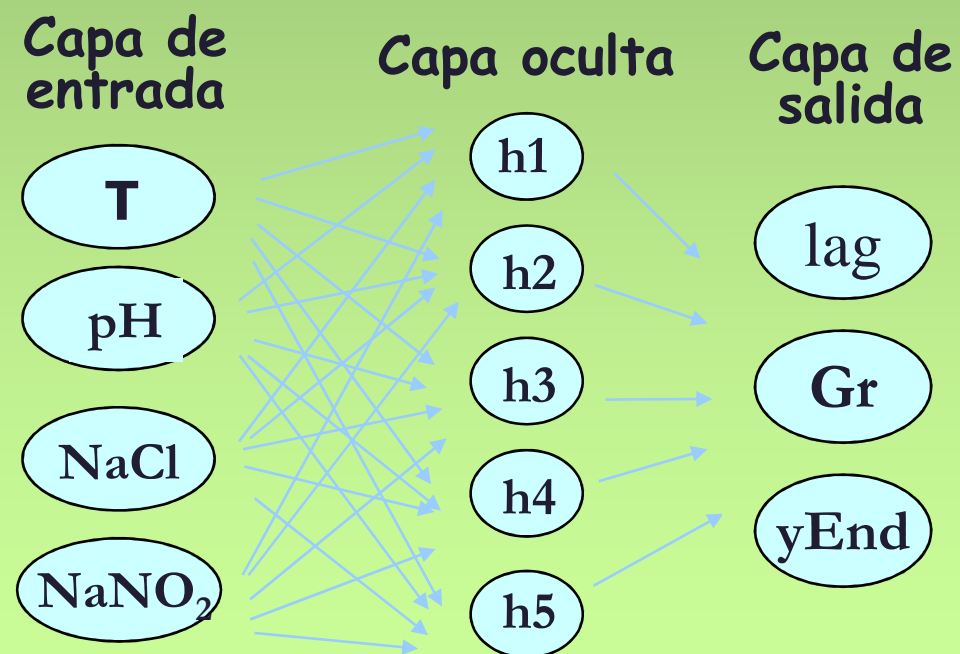 Capa de
entrada
Capa oculta
Capa de
salida
T
pH
NaCl
NaNO₂
h1
h2
h3
h4
h5
lag
Gr
yEnd